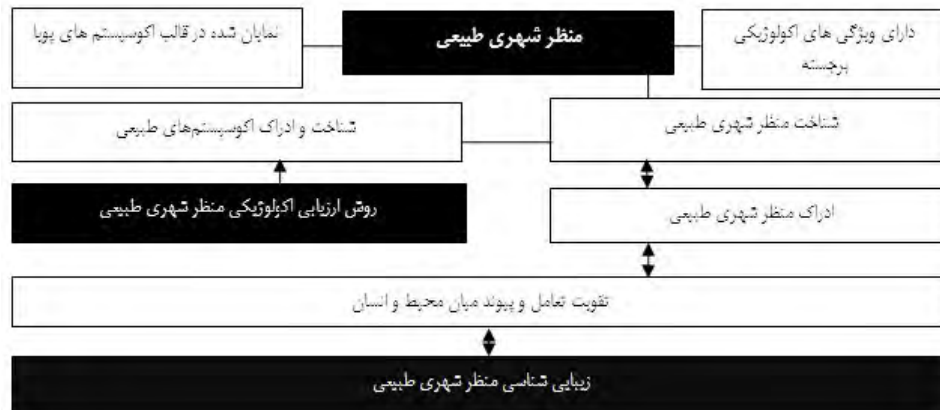 دارای ویژگی های اکولوژیکی
برجسته
منظر شهری طبیعی
نمایان شده در قالب اکوسیستم های پویا
شناخت منظر شهری طبیعی
شناخت و ادراک اکوسیستم‌های طبیعی
ادراک منظر شهری طبیعی
روش ارزیابی اکولوژیکی منظر شهری طبیعی
تقویت تعامل و پیوند میان محیط و انسان
زیبایی شناسی منظر شهری طبیعی